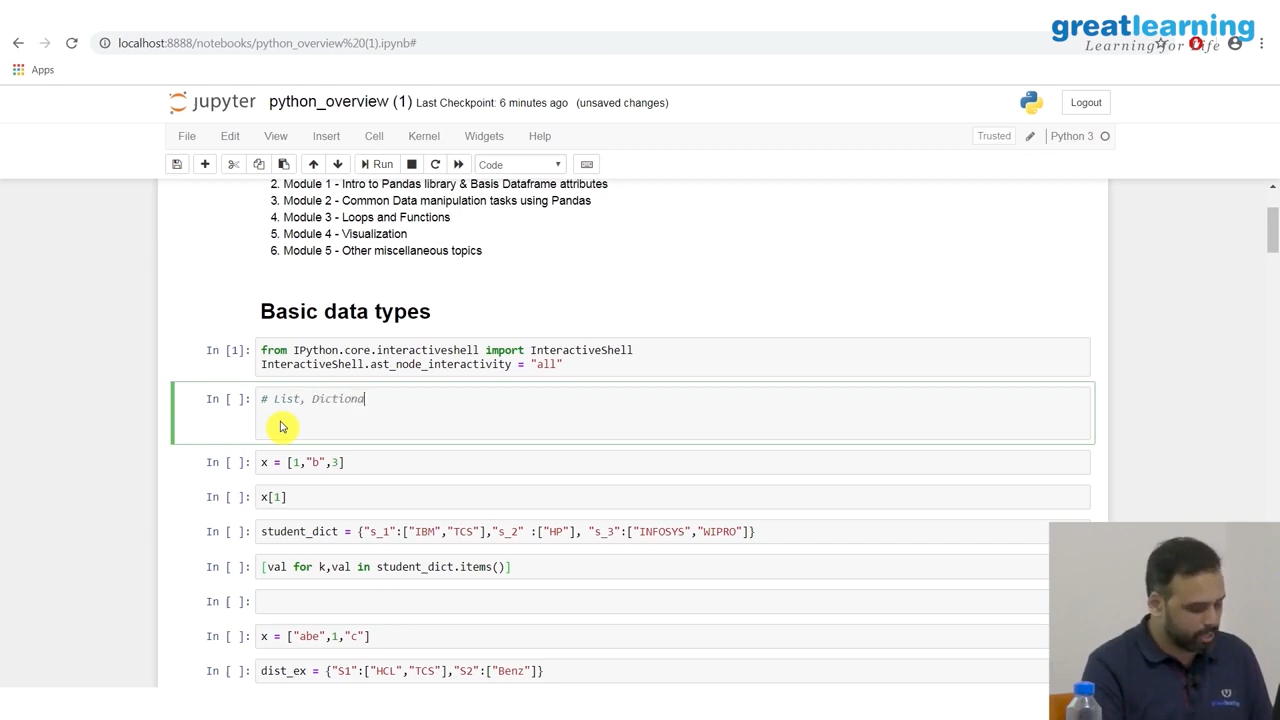 greatlearning
Learning for Life
localhost:8888/notebooks/python_overview%20(1).ipynb#
Apps
jupyter python_overview (1) Last Checkpoint: 6 minutes ago (unsaved changes)
Logout
File Edit View Insert Cell Kernel Widgets Help
Trusted Python 3
Run Code
2. Module 1 - Intro to Pandas library & Basis Dataframe attributes
3. Module 2 - Common Data manipulation tasks using Pandas
4. Module 3 - Loops and Functions
5. Module 4 - Visualization
6. Module 5 - Other miscellaneous topics
Basic data types
In [1]: from IPython.core.interactiveshell import InteractiveShell
InteractiveShell.ast_node_interactivity = "all"
In [ ]: # List, Dictiona
In [ ]: x = [1,"b",3]
In [ ]: x[1]
In [ ]: student_dict = {"s_1":["IBM","TCS"],"s_2" :["HP"], "s_3":["INFOSYS","WIPRO"]}
In [ ]: [val for k,val in student_dict.items()]
In [ ]:
In [ ]: x = ["abe",1,"c"]
In [ ]: dist_ex = {"S1":["HCL","TCS"],"S2":["Benz"]}
greatlearning